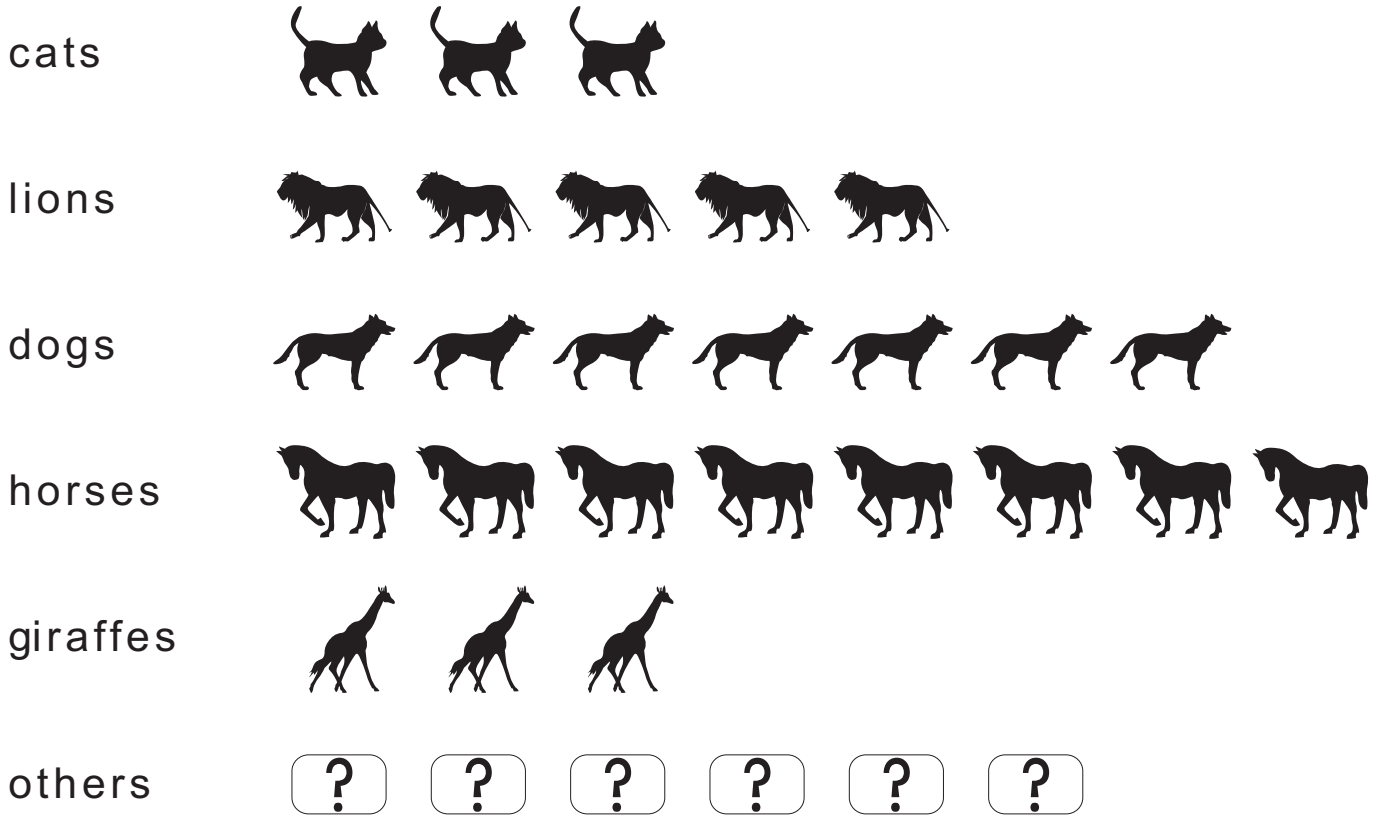 cats
lions
dogs
horses
giraffes
others ? ? ? ? ? ?